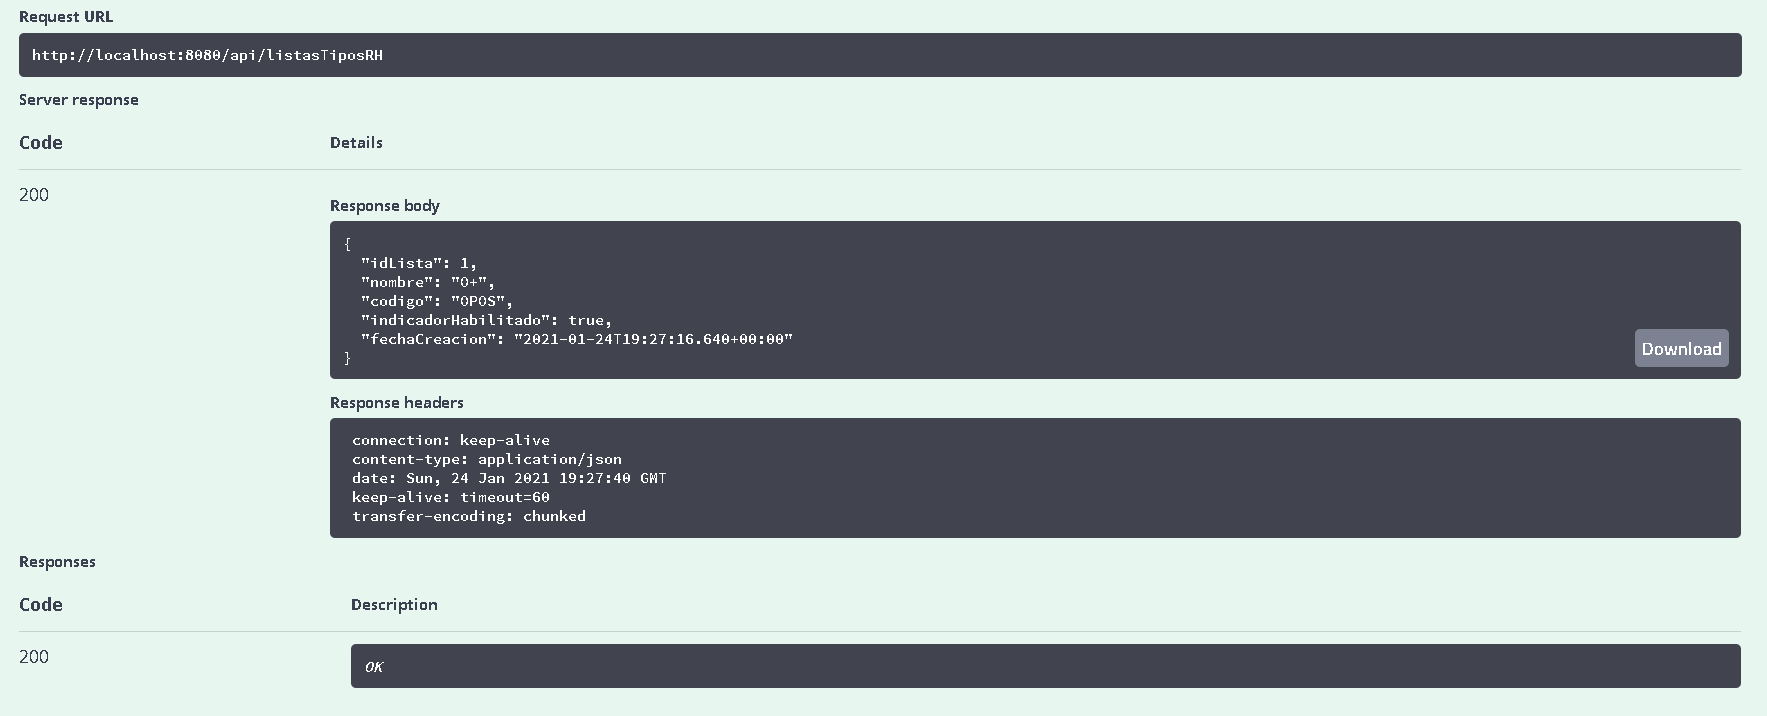 Request URL
http://localhost:8080/api/listasTiposRH
Server response
Code Details
200
Response body
{
"idLista": 1,
"nombre": "O+",
"codigo": "OPOS",
"indicadorHabilitado": true,
"fechaCreacion": "2021-01-24T19:27:16.640+00:00"
}
Download
Response headers
connection: keep-alive
content-type: application/json
date: Sun, 24 Jan 2021 19:27:40 GMT
keep-alive: timeout=60
transfer-encoding: chunked
Responses
Code Description
200
OK